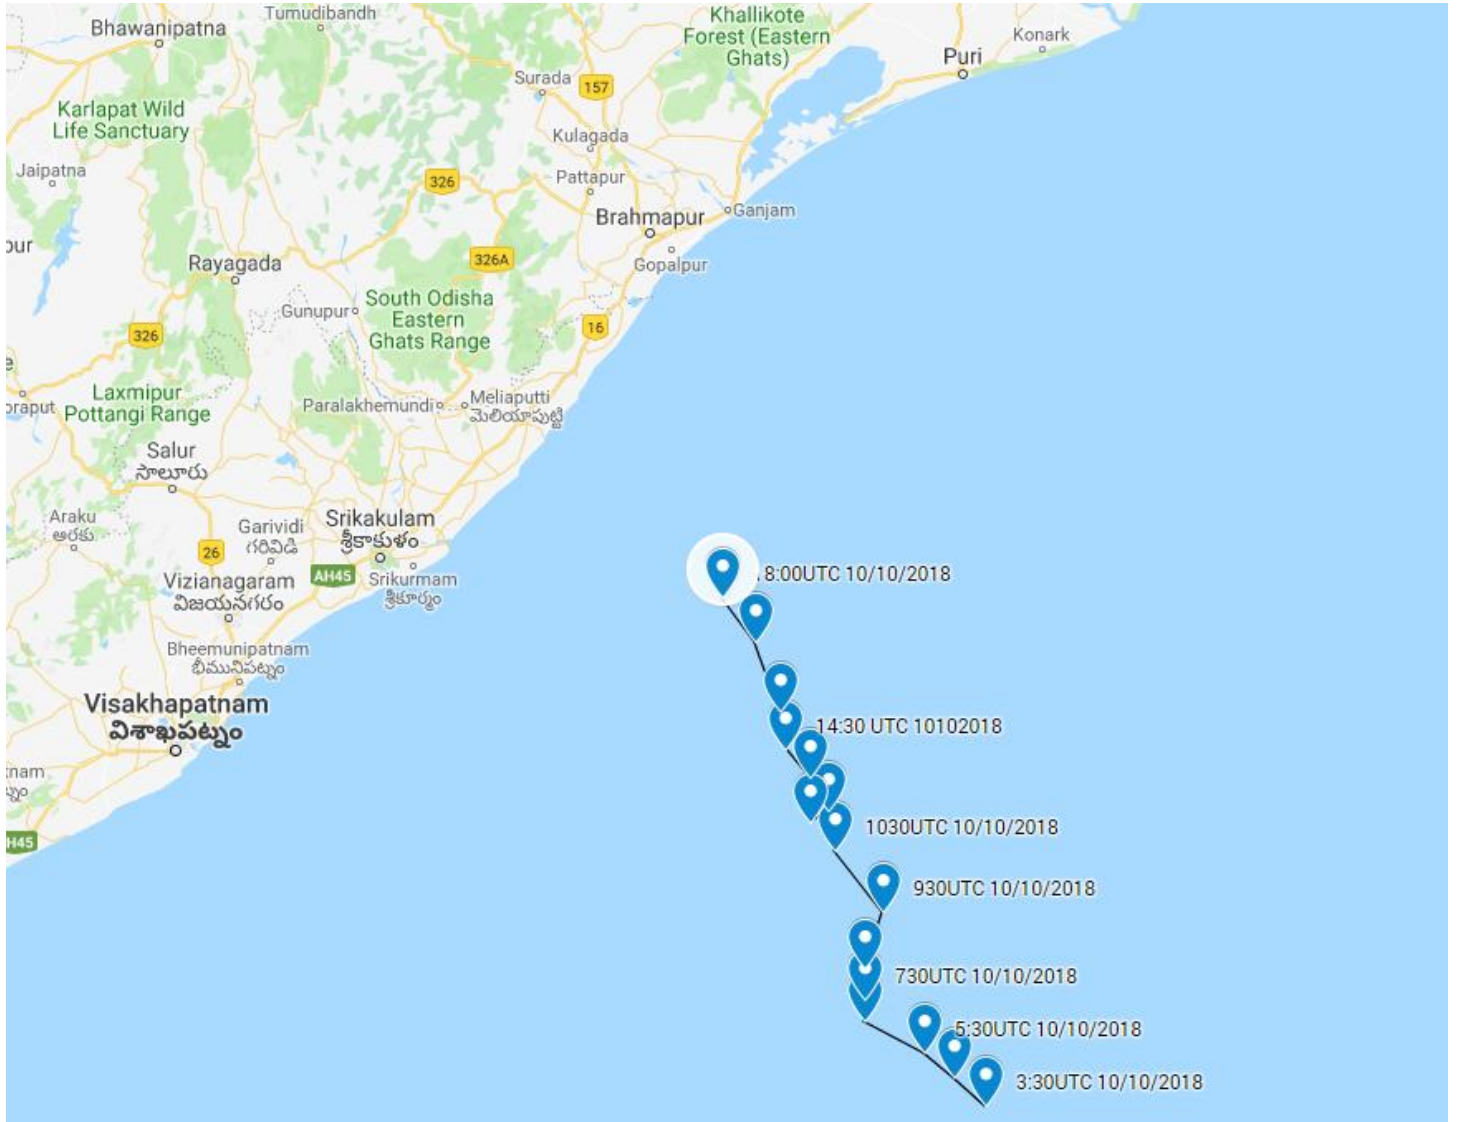 Tumudibandh
Bhawanipatna
Khallikote
Forest (Eastern
Ghats)
Konark
Puri
Surada
157
Karlapat Wild
Life Sanctuary
Kulagada
Jaipatna
326
Pattapur
Brahmapur
Ganjam
our
Rayagada
326A
Gopalpur
South Odisha
Eastern
Ghats Range
Gunupur
326
16
e
Laxmipur
Pottangi Range
oraput
Paralakhemundi
Meliaputti
మెలియాపుట్టి
Salur
సాలూరు
Araku
అరకు
Garividi
గరివిడి
Srikakulam
శ్రీకాకుళం
26
AH45
Vizianagaram
విజయనగరం
Srikurmam
శ్రీకూర్మం
8:00UTC 10/10/2018
Bheemunipatnam
భీమునిపట్నం
Visakhapatnam
విశాఖపట్నం
14:30 UTC 10102018
tnam
H45
1030UTC 10/10/2018
930UTC 10/10/2018
730UTC 10/10/2018
5:30UTC 10/10/2018
3:30UTC 10/10/2018